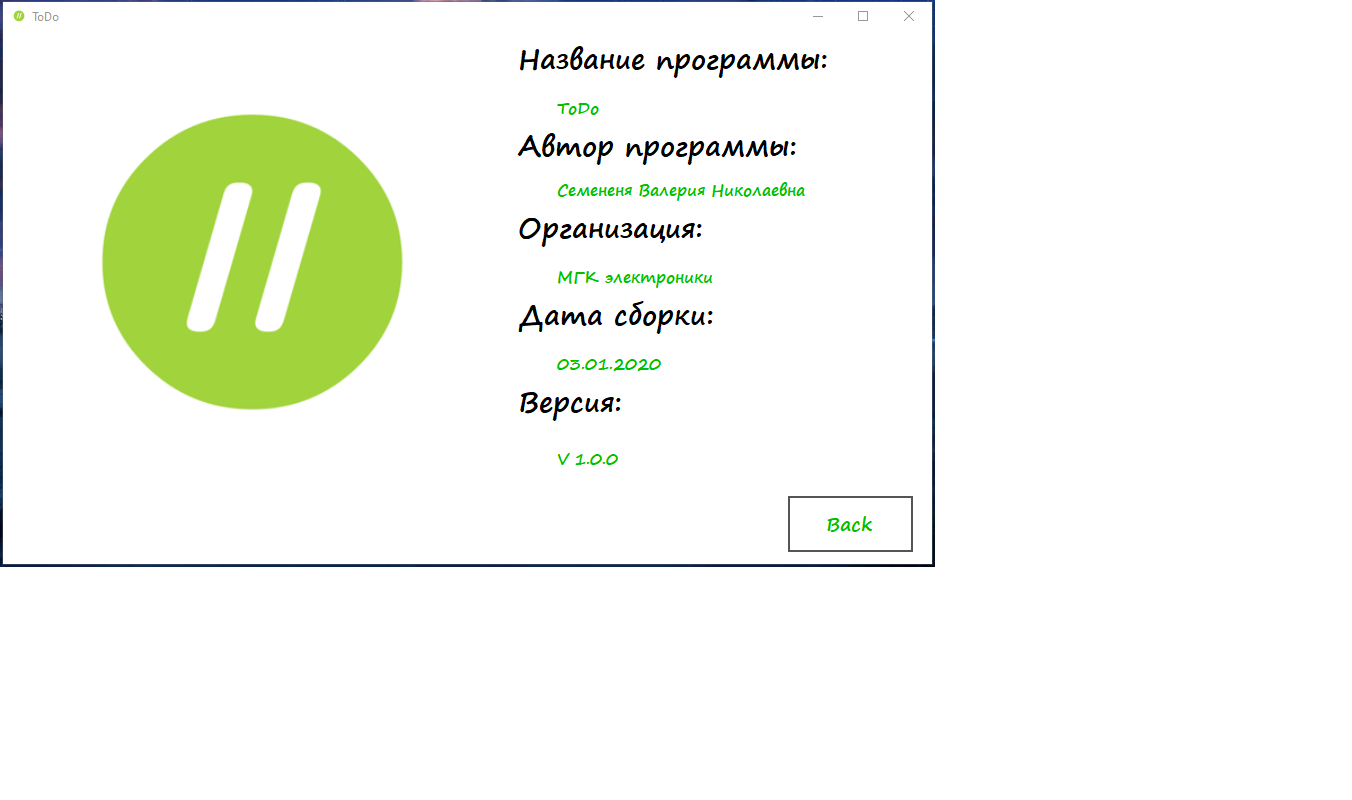 ToDo
Название программы:
ToDo
Автор программы:
Семененя Валерия Николаевна
Организация:
МГК электроники
Дата сборки:
03.01.2020
Версия:
V 1.0.0
Back